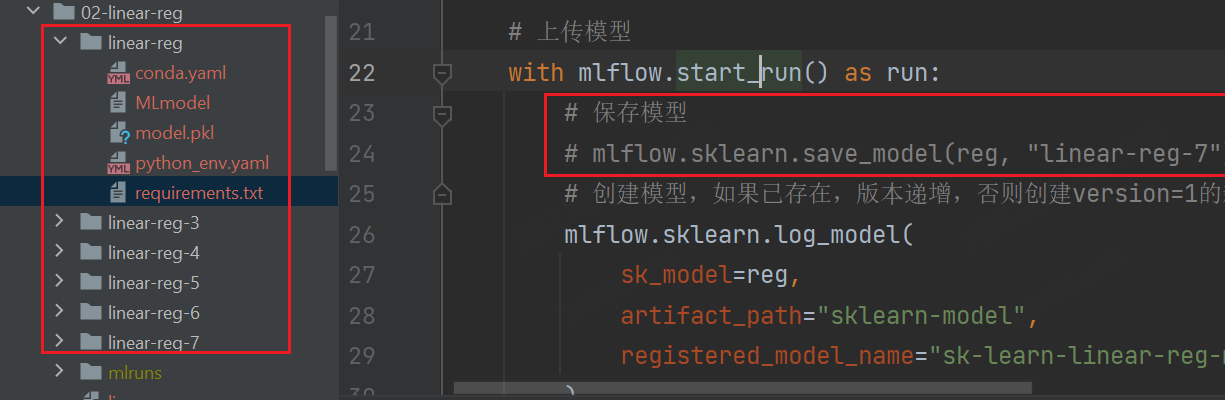 02-linear-reg
linear-reg
conda.yaml
MLmodel
model.pkl
python_env.yaml
requirements.txt
linear-reg-3
linear-reg-4
linear-reg-5
linear-reg-6
linear-reg-7
mlruns
21 # 上传模型
22 with mlflow.start_run() as run:
23 # 保存模型
24 # mlflow.sklearn.save_model(reg, "linear-reg-7"
25 # 创建模型，如果已存在，版本递增，否则创建version=1的
26 mlflow.sklearn.log_model(
27 sk_model=reg,
28 artifact_path="sklearn-model",
29 registered_model_name="sk-learn-linear-reg-
30 )